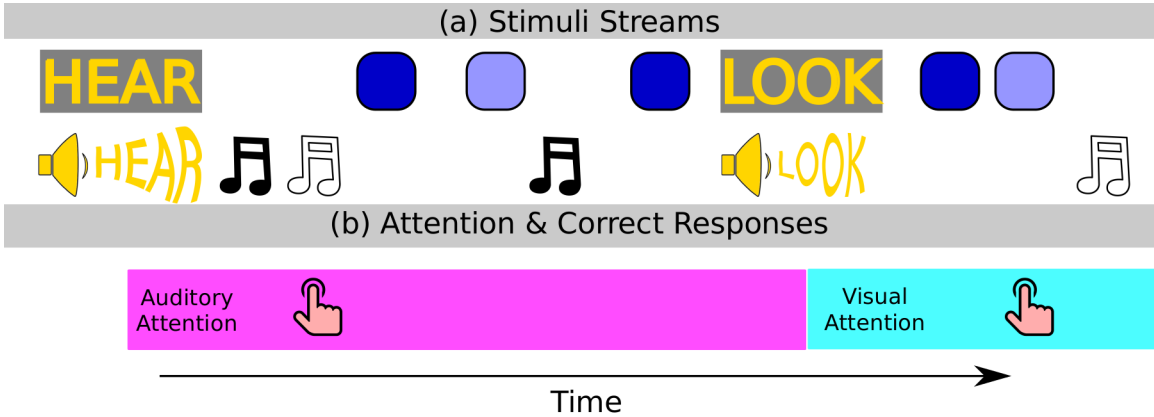 (a) Stimuli Streams
HEAR
LOOK
HEAR
LOOK
(b) Attention & Correct Responses
Auditory
Attention
Visual
Attention
Time